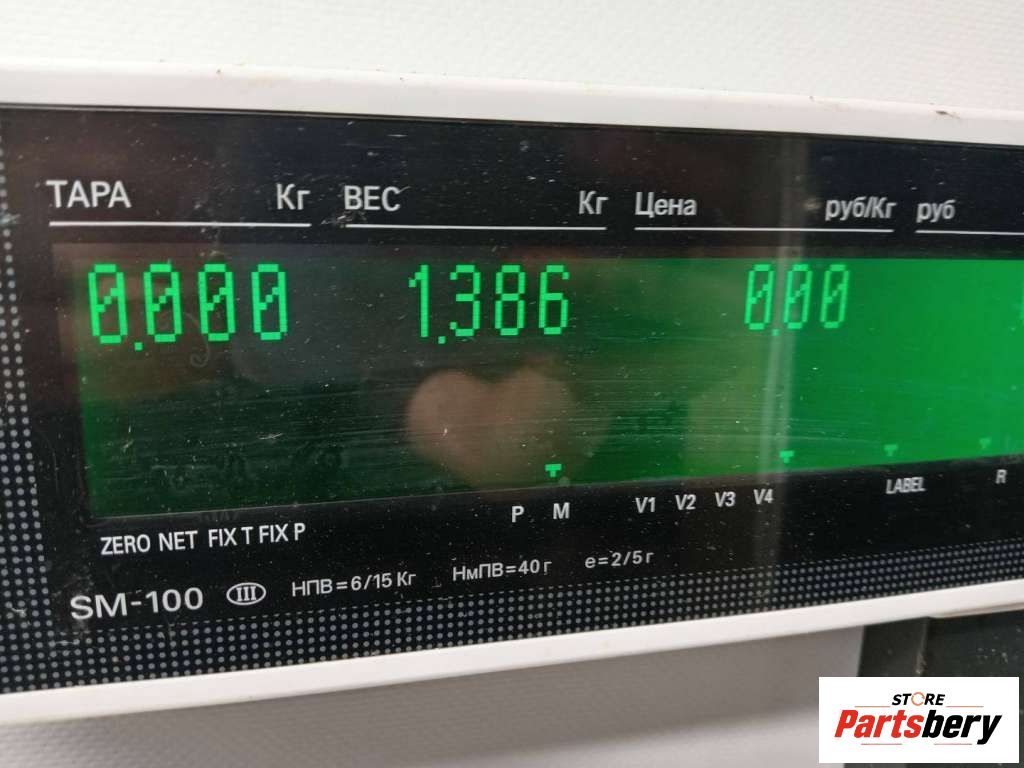 ТАРА Кг ВЕС Кг Цена руб/Кг руб
0.000 1.386 0.00
P M V1 V2 V3 V4 LABEL R
ZERO NET FIX T FIX P
SM-100 III НПВ=6/15 Кг НмПВ=40 г e=2/5 г
STORE
Partsbery